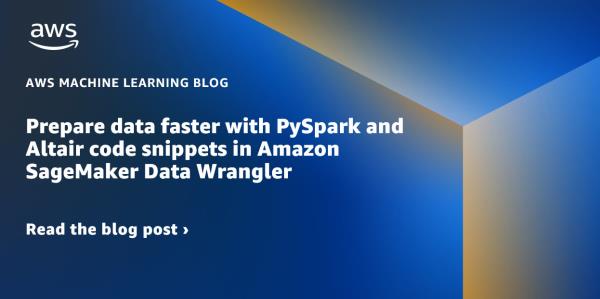 aws
AWS MACHINE LEARNING BLOG
Prepare data faster with PySpark and
Altair code snippets in Amazon
SageMaker Data Wrangler
Read the blog post ›